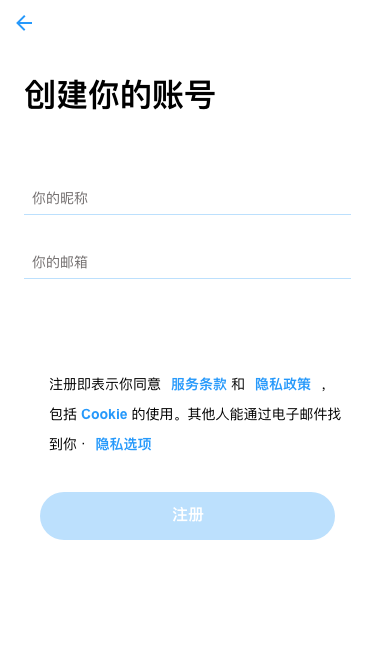 创建你的账号
你的昵称
你的邮箱
注册即表示你同意 服务条款 和 隐私政策 ，
包括 Cookie 的使用。其他人能通过电子邮件找
到你 · 隐私选项
注册